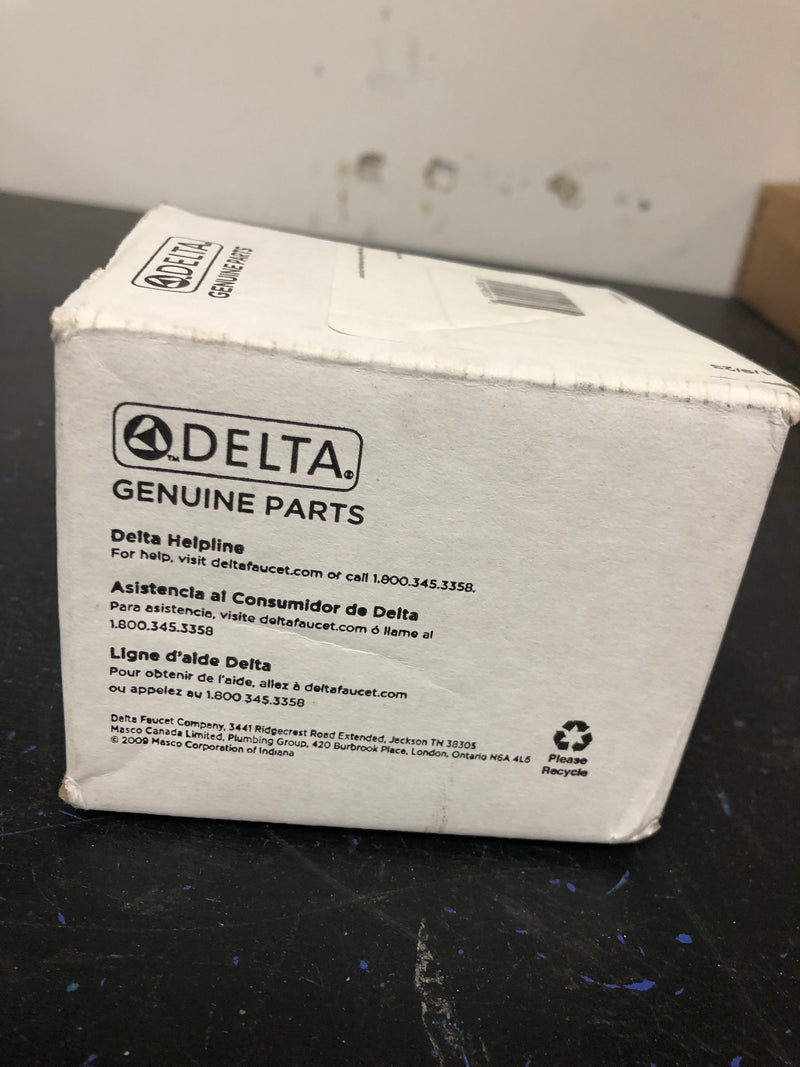 DELTA
GENUINE PARTS
DELTA
GENUINE PARTS
Delta Helpline
For help, visit deltafaucet.com or call 1.800.345.3358.
Asistencia al Consumidor de Delta
Para asistencia, visite deltafaucet.com ó llame al
1.800.345.3358
Ligne d'aide Delta
Pour obtenir de l'aide, allez à deltafaucet.com
ou appelez au 1.800 345.3358
Delta Faucet Company, 3441 Ridgecrest Road Extended, Jackson TN 38305
Masco Canada Limited, Plumbing Group, 420 Burbrook Place, London, Ontario N6A 4L6
© 2009 Masco Corporation of Indiana
Please
Recycle